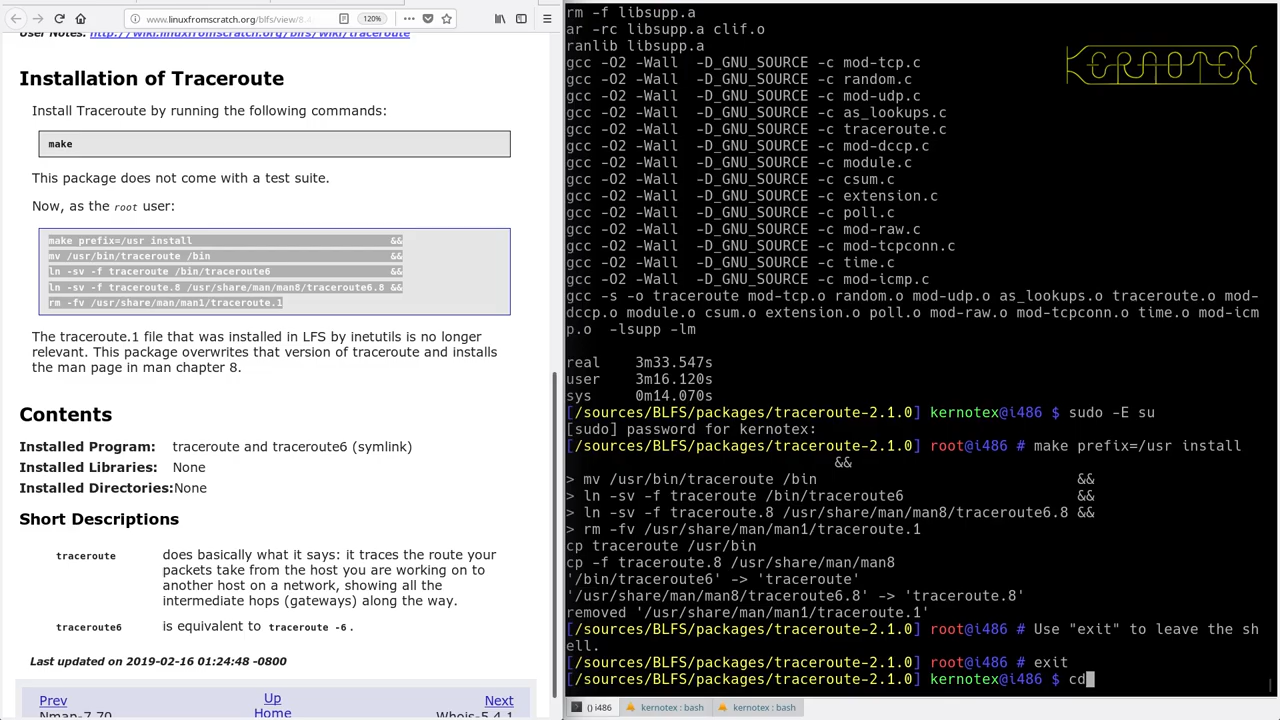 www.linuxfromscratch.org/blfs/view/8.4
120%
User Notes: http://wiki.linuxfromscratch.org/blfs/wiki/traceroute
Installation of Traceroute
Install Traceroute by running the following commands:
make
This package does not come with a test suite.
Now, as the root user:
make prefix=/usr install &&
mv /usr/bin/traceroute /bin &&
ln -sv -f traceroute /bin/traceroute6 &&
ln -sv -f traceroute.8 /usr/share/man/man8/traceroute6.8 &&
rm -fv /usr/share/man/man1/traceroute.1
The traceroute.1 file that was installed in LFS by inetutils is no longer
relevant. This package overwrites that version of traceroute and installs
the man page in man chapter 8.
Contents
Installed Program: traceroute and traceroute6 (symlink)
Installed Libraries: None
Installed Directories:None
Short Descriptions
traceroute does basically what it says: it traces the route your
packets take from the host you are working on to
another host on a network, showing all the
intermediate hops (gateways) along the way.
traceroute6 is equivalent to traceroute -6.
Last updated on 2019-02-16 01:24:48 -0800
Prev Up Next
Nmap-7.70 Home Whois-5.4.1
rm -f libsupp.a
ar -rc libsupp.a clif.o
ranlib libsupp.a
gcc -O2 -Wall -D_GNU_SOURCE -c mod-tcp.c
gcc -O2 -Wall -D_GNU_SOURCE -c random.c
gcc -O2 -Wall -D_GNU_SOURCE -c mod-udp.c
gcc -O2 -Wall -D_GNU_SOURCE -c as_lookups.c
gcc -O2 -Wall -D_GNU_SOURCE -c traceroute.c
gcc -O2 -Wall -D_GNU_SOURCE -c mod-dccp.c
gcc -O2 -Wall -D_GNU_SOURCE -c module.c
gcc -O2 -Wall -D_GNU_SOURCE -c csum.c
gcc -O2 -Wall -D_GNU_SOURCE -c extension.c
gcc -O2 -Wall -D_GNU_SOURCE -c poll.c
gcc -O2 -Wall -D_GNU_SOURCE -c mod-raw.c
gcc -O2 -Wall -D_GNU_SOURCE -c mod-tcpconn.c
gcc -O2 -Wall -D_GNU_SOURCE -c time.c
gcc -O2 -Wall -D_GNU_SOURCE -c mod-icmp.c
gcc -s -o traceroute mod-tcp.o random.o mod-udp.o as_lookups.o traceroute.o mod-
dccp.o module.o csum.o extension.o poll.o mod-raw.o mod-tcpconn.o time.o mod-icm
p.o -lsupp -lm
real 3m33.547s
user 3m16.120s
sys 0m14.070s
[/sources/BLFS/packages/traceroute-2.1.0] kernotex@i486 $ sudo -E su
[sudo] password for kernotex:
[/sources/BLFS/packages/traceroute-2.1.0] root@i486 # make prefix=/usr install
&&
> mv /usr/bin/traceroute /bin &&
> ln -sv -f traceroute /bin/traceroute6 &&
> ln -sv -f traceroute.8 /usr/share/man/man8/traceroute6.8 &&
> rm -fv /usr/share/man/man1/traceroute.1
cp traceroute /usr/bin
cp -f traceroute.8 /usr/share/man/man8
'/bin/traceroute6' -> 'traceroute'
'/usr/share/man/man8/traceroute6.8' -> 'traceroute.8'
removed '/usr/share/man/man1/traceroute.1'
[/sources/BLFS/packages/traceroute-2.1.0] root@i486 # Use "exit" to leave the sh
ell.
[/sources/BLFS/packages/traceroute-2.1.0] root@i486 # exit
[/sources/BLFS/packages/traceroute-2.1.0] kernotex@i486 $ cd
KERNOTEX
() i486 kernotex : bash kernotex : bash